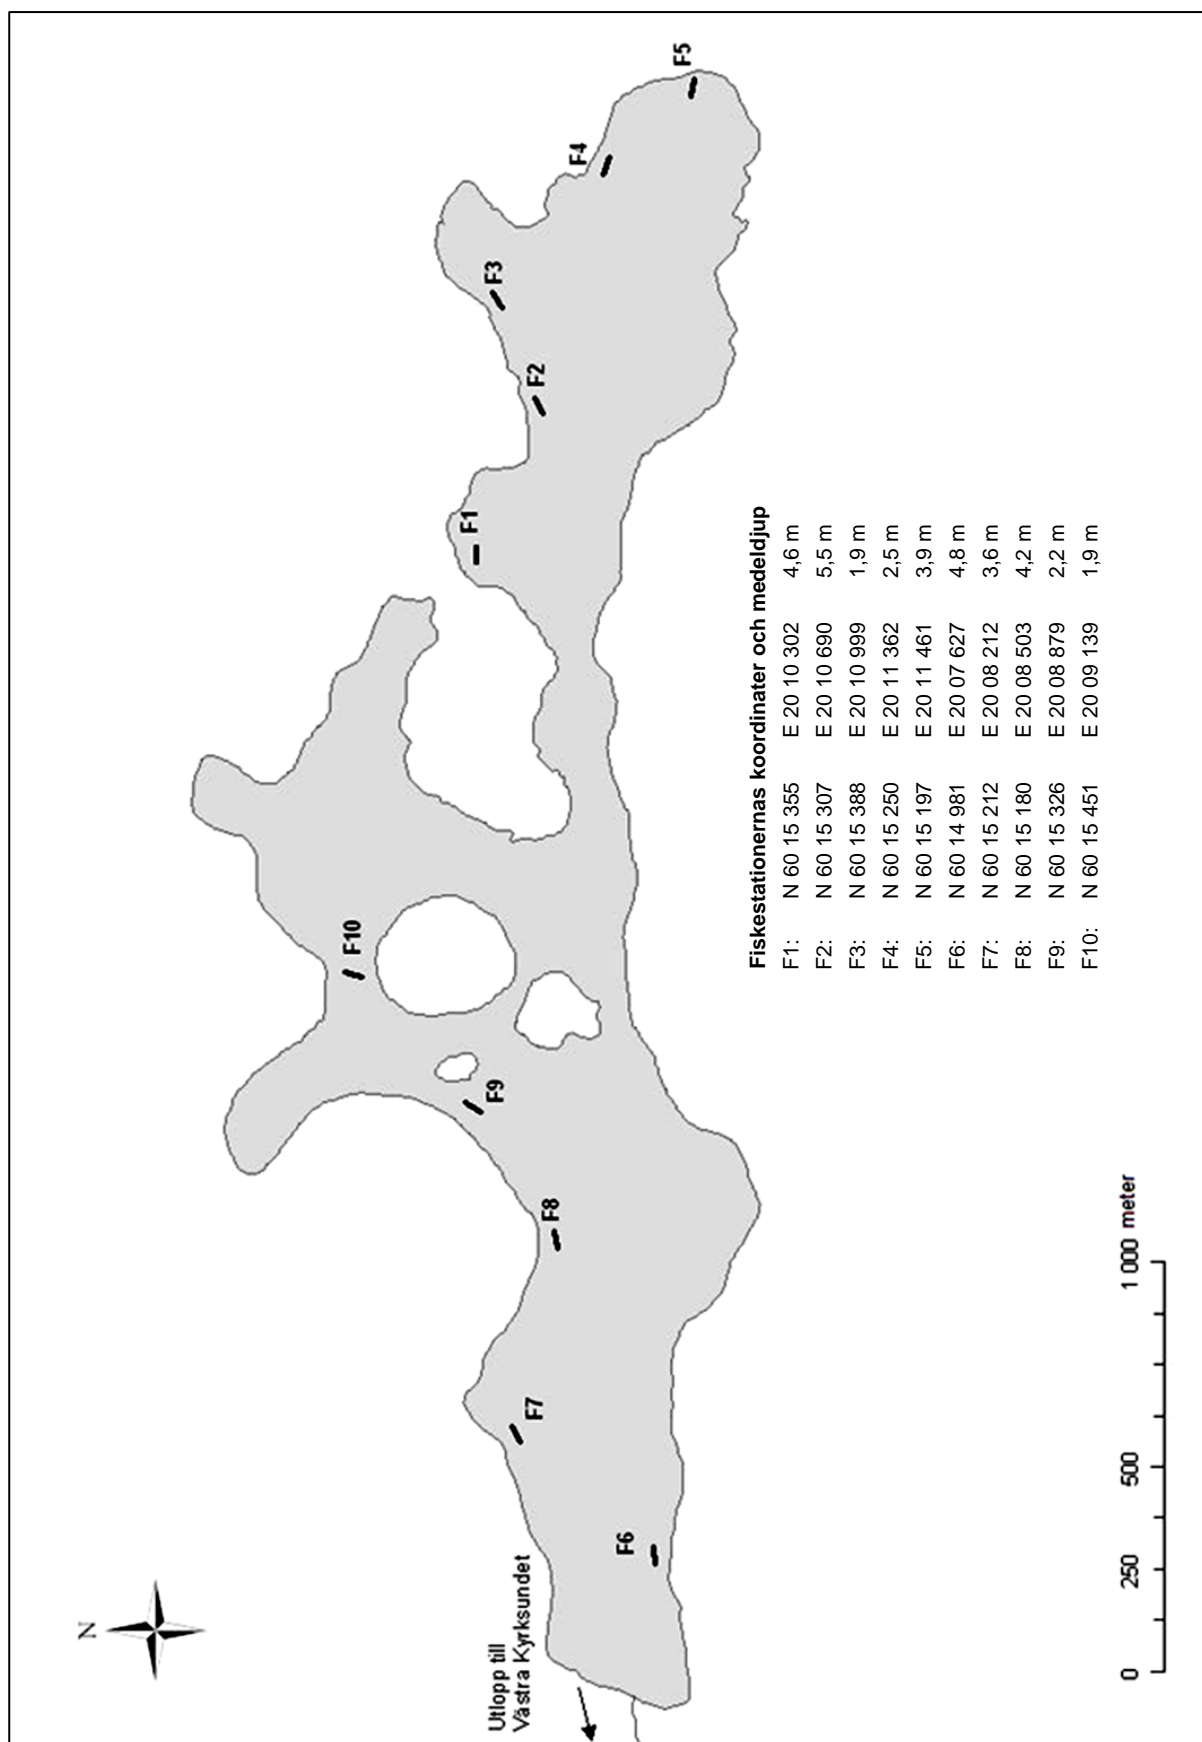 N
Utlopp till
Västra Kyrksundet
F1
F2
F3
F4
F5
F6
F7
F8
F9
F10
Fiskestationernas koordinater och medeldjup
F1: N 60 15 355 E 20 10 302 4,6 m
F2: N 60 15 307 E 20 10 690 5,5 m
F3: N 60 15 388 E 20 10 999 1,9 m
F4: N 60 15 250 E 20 11 362 2,5 m
F5: N 60 15 197 E 20 11 461 3,9 m
F6: N 60 14 981 E 20 07 627 4,8 m
F7: N 60 15 212 E 20 08 212 3,6 m
F8: N 60 15 180 E 20 08 503 4,2 m
F9: N 60 15 326 E 20 08 879 2,2 m
F10: N 60 15 451 E 20 09 139 1,9 m
0 250 500 1 000 meter